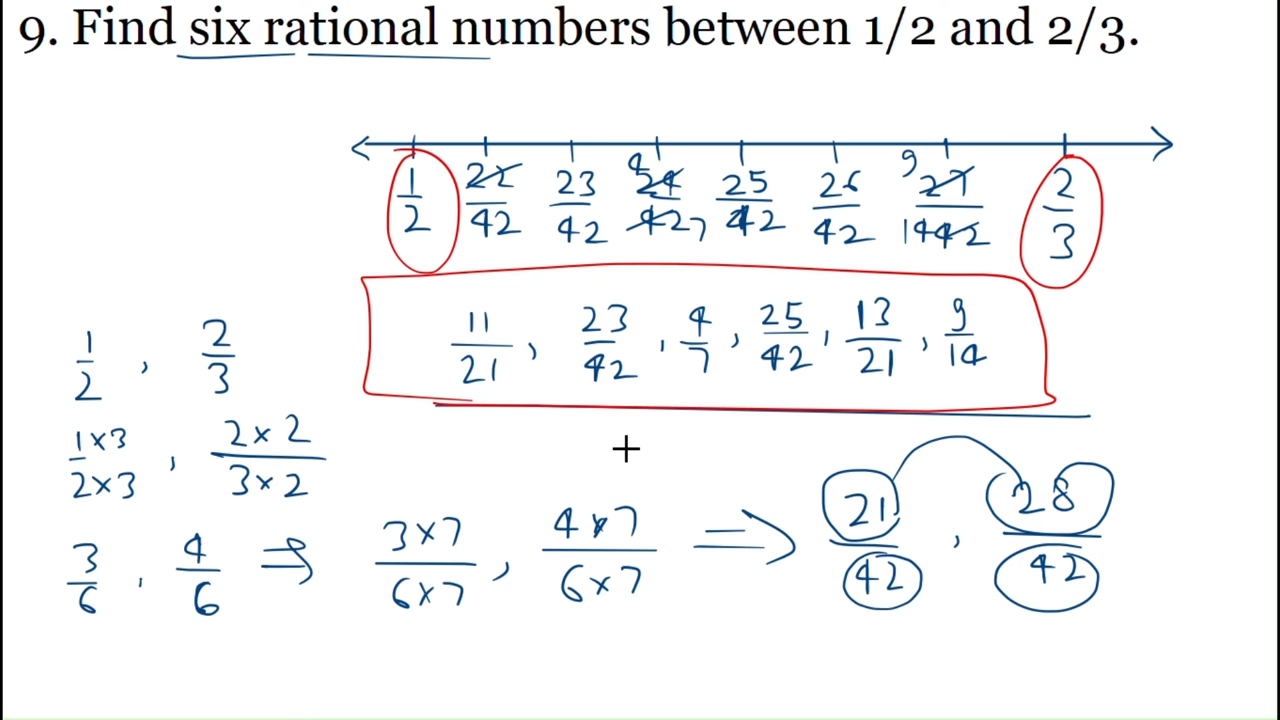 9. Find six rational numbers between 1/2 and 2/3.
1/2 22/42 23/42 4 24/42 7 25/42 26/42 9 27/14 42 2/3
11/21 , 23/42 , 4/7 , 25/42 , 13/21 , 9/14
1/2 , 2/3
1×3/2×3 , 2×2/3×2
3/6 , 4/6 ⇒ 3×7/6×7 , 4×7/6×7 ⇒ 21/42 , 28/42